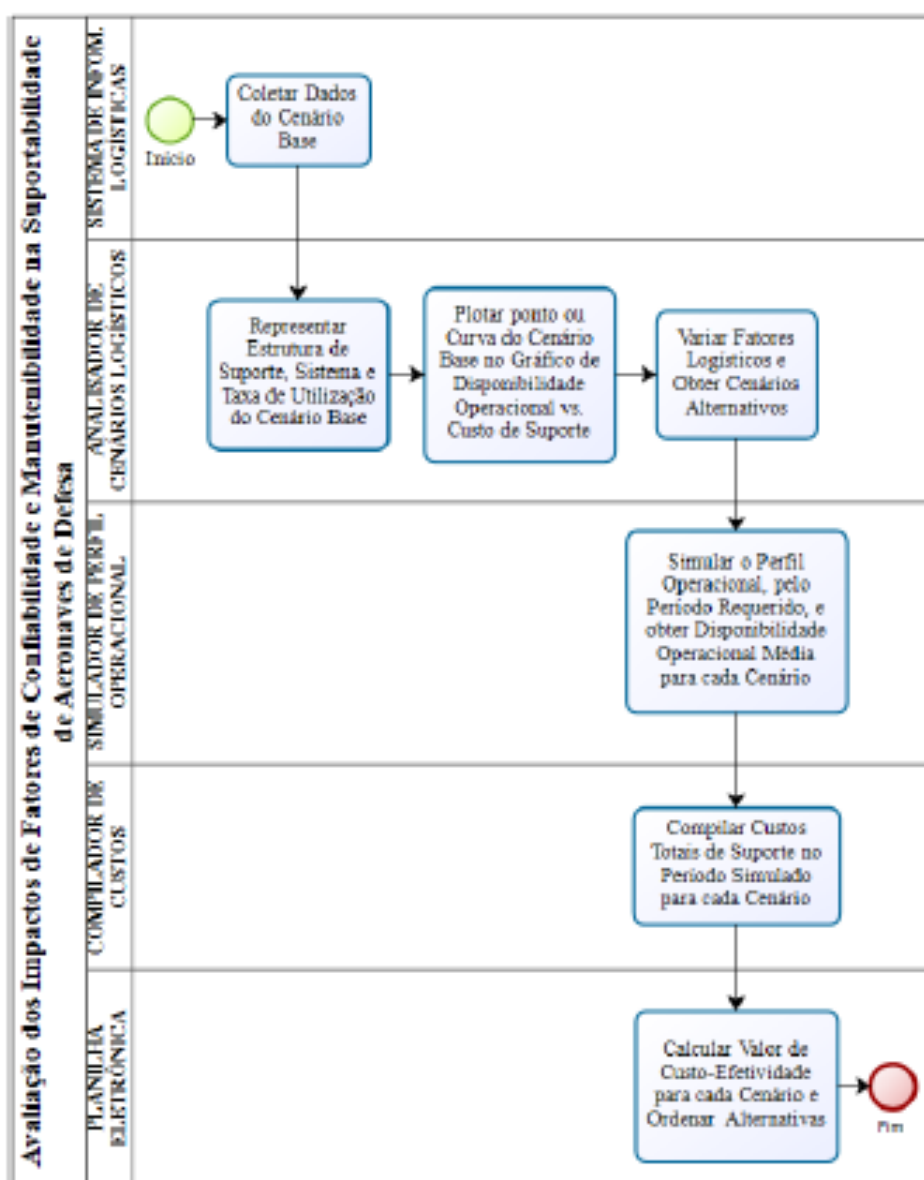 Avaliação dos Impactos de Fatores de Confiabilidade e Manutenibilidade na Suportabilidade
de Aeronaves de Defesa
SISTEMA DE INFOM.
LOGÍSTICAS
Início
Coletar Dados
do Cenário
Base
ANALISADOR DE
CENÁRIOS LOGÍSTICOS
Representar
Estrutura de
Suporte, Sistema e
Taxa de Utilização
do Cenário Base
Plotar ponto ou
Curva do Cenário
Base no Gráfico de
Disponibilidade
Operacional vs.
Custo de Suporte
Variar Fatores
Logísticos e
Obter Cenários
Alternativos
SIMULADOR DE PERFIL
OPERACIONAL
Simular o Perfil
Operacional, pelo
Período Requerido, e
obter Disponibilidade
Operacional Média
para cada Cenário
COMPILADOR DE
CUSTOS
Compilar Custos
Totais de Suporte no
Período Simulado
para cada Cenário
PLANILHA
ELETRÔNICA
Calcular Valor de
Custo-Efetividade
para cada Cenário e
Ordenar Alternativas
Fim